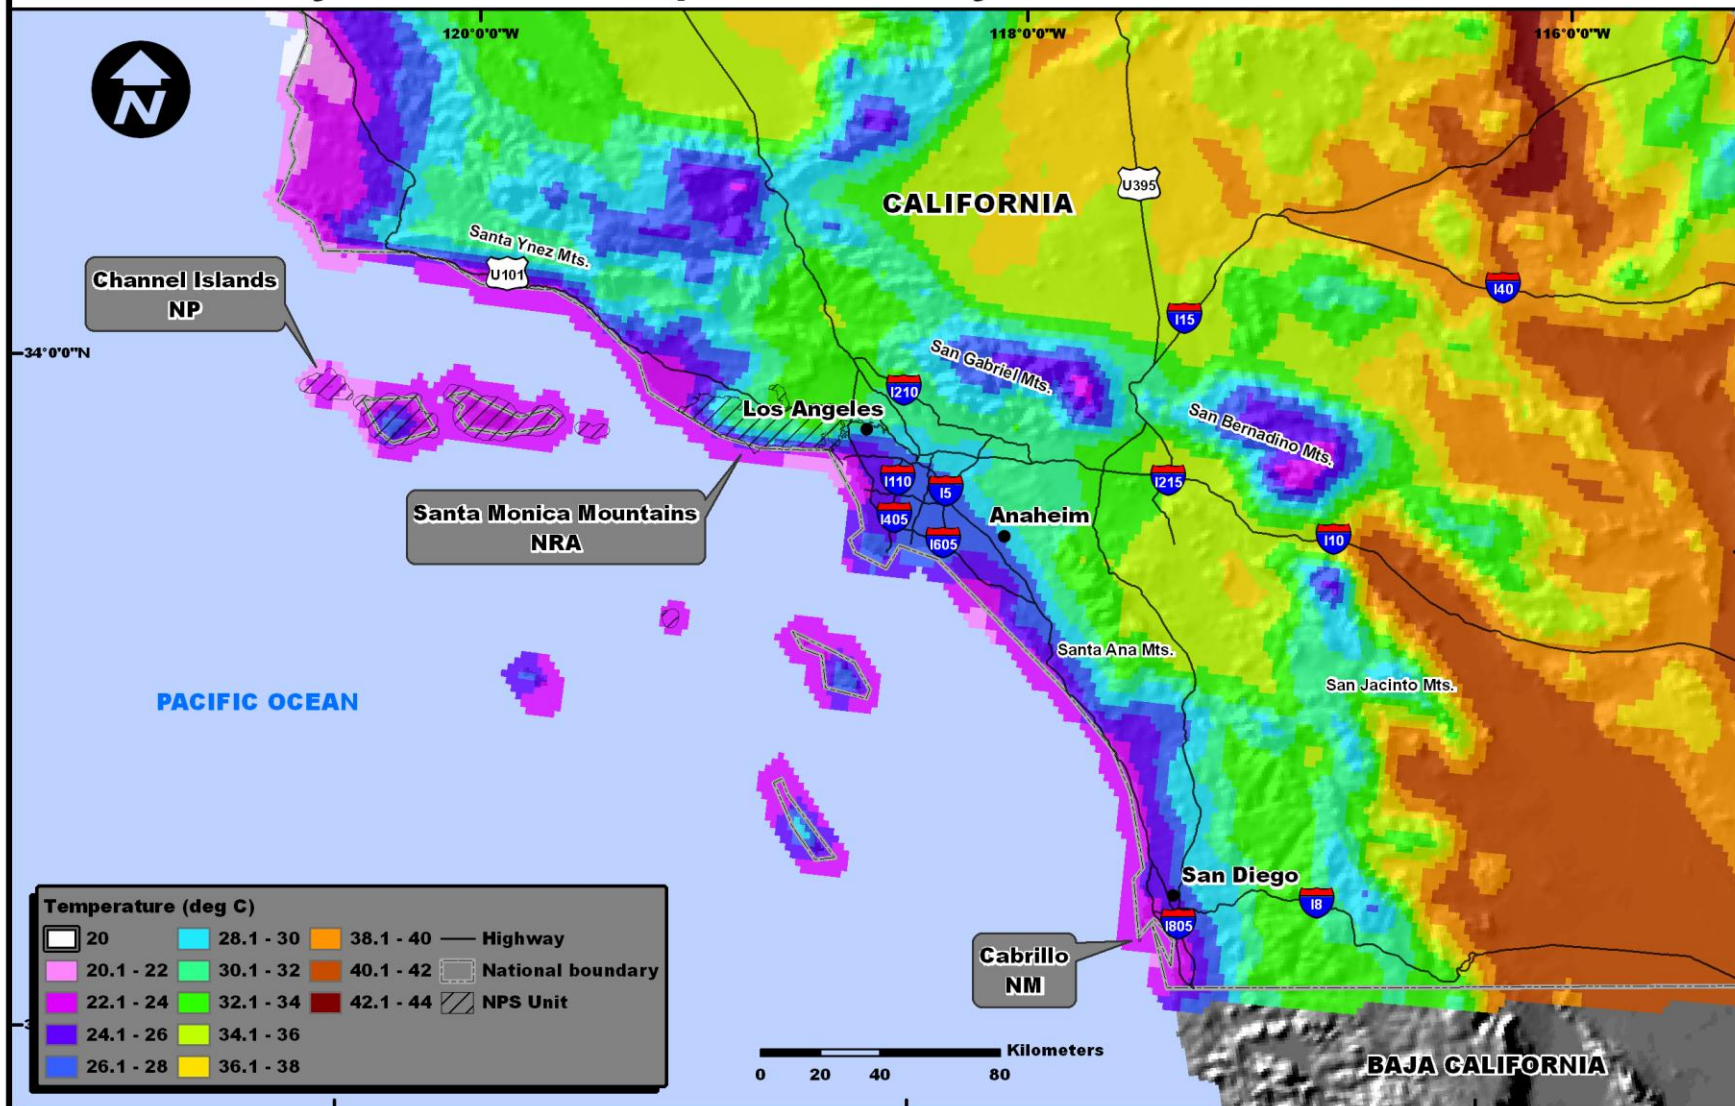 120°0'0"W
118°0'0"W
116°0'0"W
N
U395
CALIFORNIA
Santa Ynez Mts.
U101
Channel Islands
NP
I40
I15
34°0'0"N
San Gabriel Mts.
I210
Los Angeles
San Bernadino Mts.
I110
I5
I215
Santa Monica Mountains
NRA
I405
Anaheim
I605
I10
Santa Ana Mts.
San Jacinto Mts.
PACIFIC OCEAN
San Diego
I8
I805
Cabrillo
NM
Temperature (deg C)
20
20.1 - 22
22.1 - 24
24.1 - 26
26.1 - 28
28.1 - 30
30.1 - 32
32.1 - 34
34.1 - 36
36.1 - 38
38.1 - 40
40.1 - 42
42.1 - 44
Highway
National boundary
NPS Unit
Kilometers
0 20 40 80
BAJA CALIFORNIA